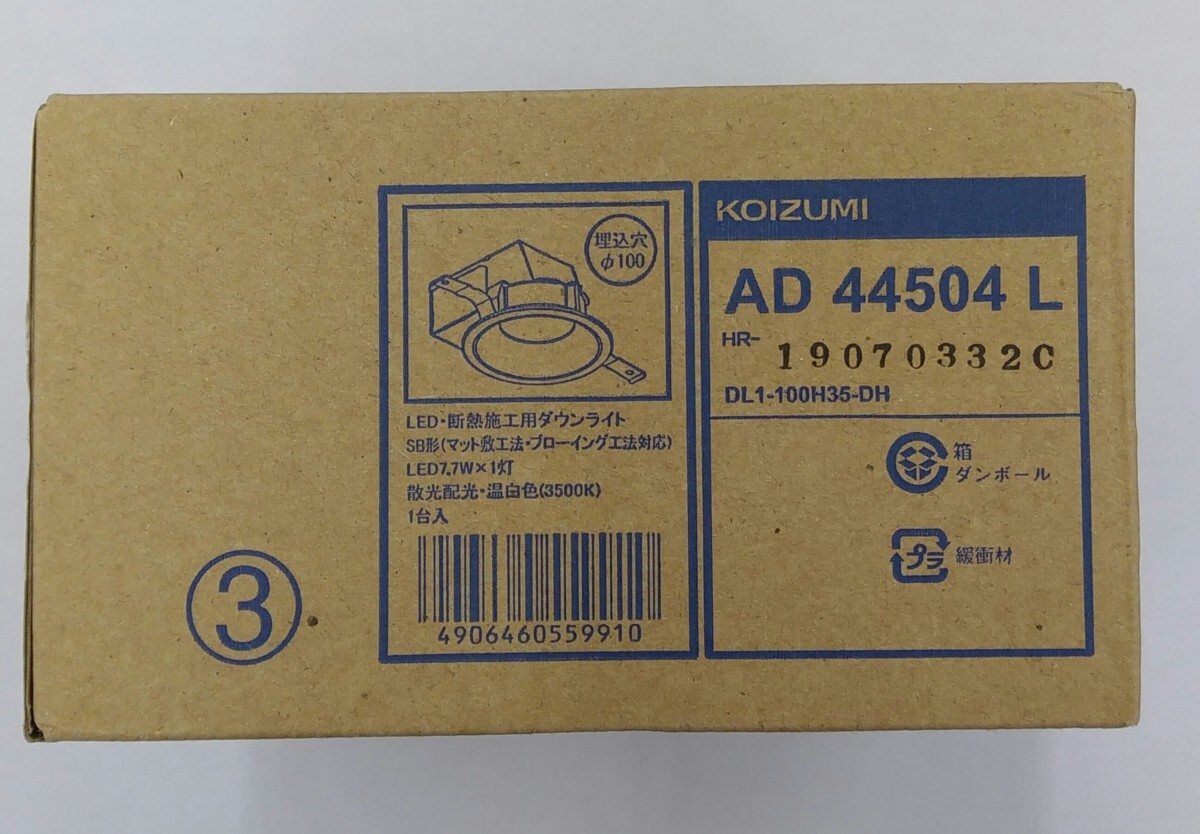 ③
埋込穴
φ100
LED・断熱施工用ダウンライト
SB形(マット敷工法・ブローイング工法対応)
LED7.7W×1灯
散光配光・温白色(3500K)
1台入
4906460559910
KOIZUMI
AD 44504 L
HR- 19070332C
DL1-100H35-DH
箱
ダンボール
プラ 緩衝材